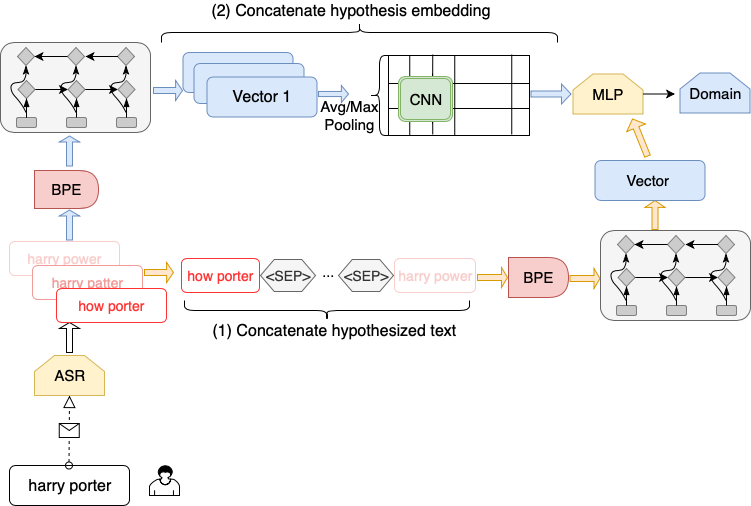 (2) Concatenate hypothesis embedding
Vector 1
Avg/Max
Pooling
CNN
MLP
Domain
BPE
Vector
harry power
harry patter
how porter
how porter
<SEP>
...
<SEP>
harry power
BPE
(1) Concatenate hypothesized text
ASR
harry porter